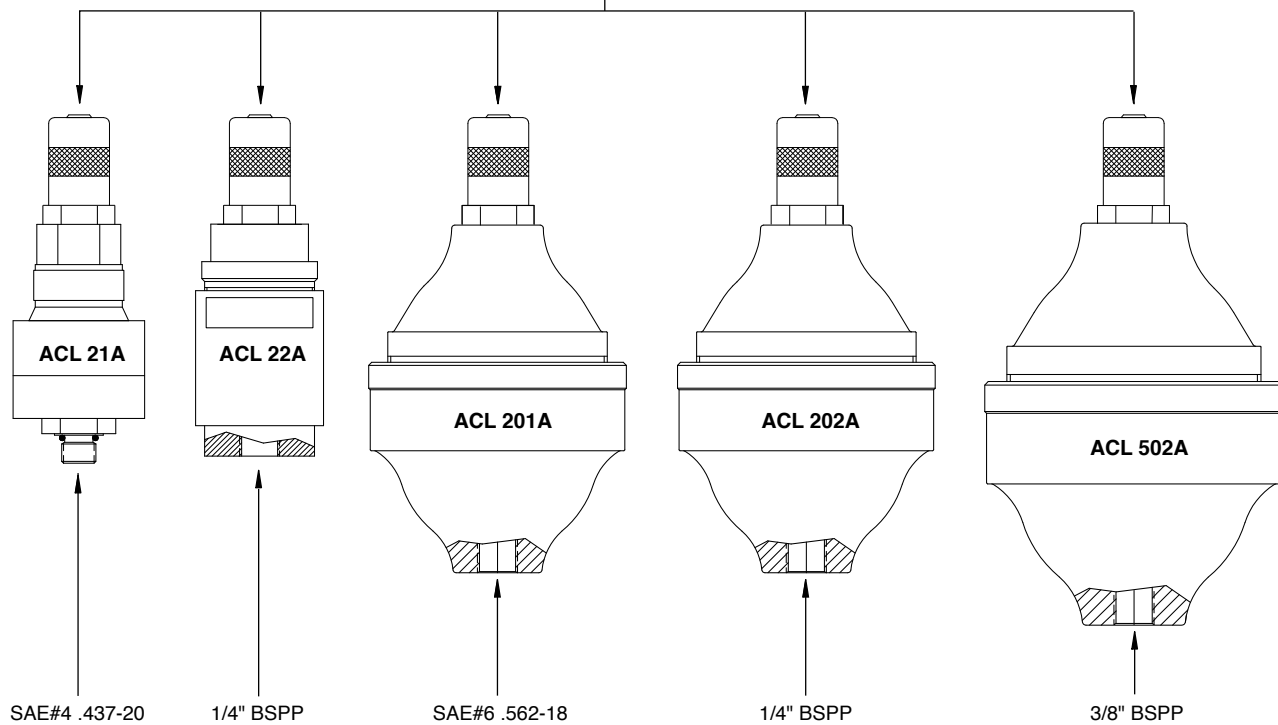 ACL 21A
ACL 22A
ACL 201A
ACL 202A
ACL 502A
SAE#4 .437-20
1/4" BSPP
SAE#6 .562-18
1/4" BSPP
3/8" BSPP